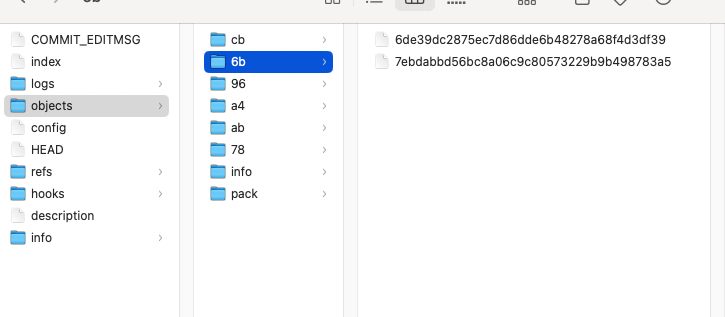 COMMIT_EDITMSG
index
logs
objects
config
HEAD
refs
hooks
description
info
cb
6b
96
a4
ab
78
info
pack
6de39dc2875ec7d86dde6b48278a68f4d3df39
7ebdabbd56bc8a06c9c80573229b9b498783a5